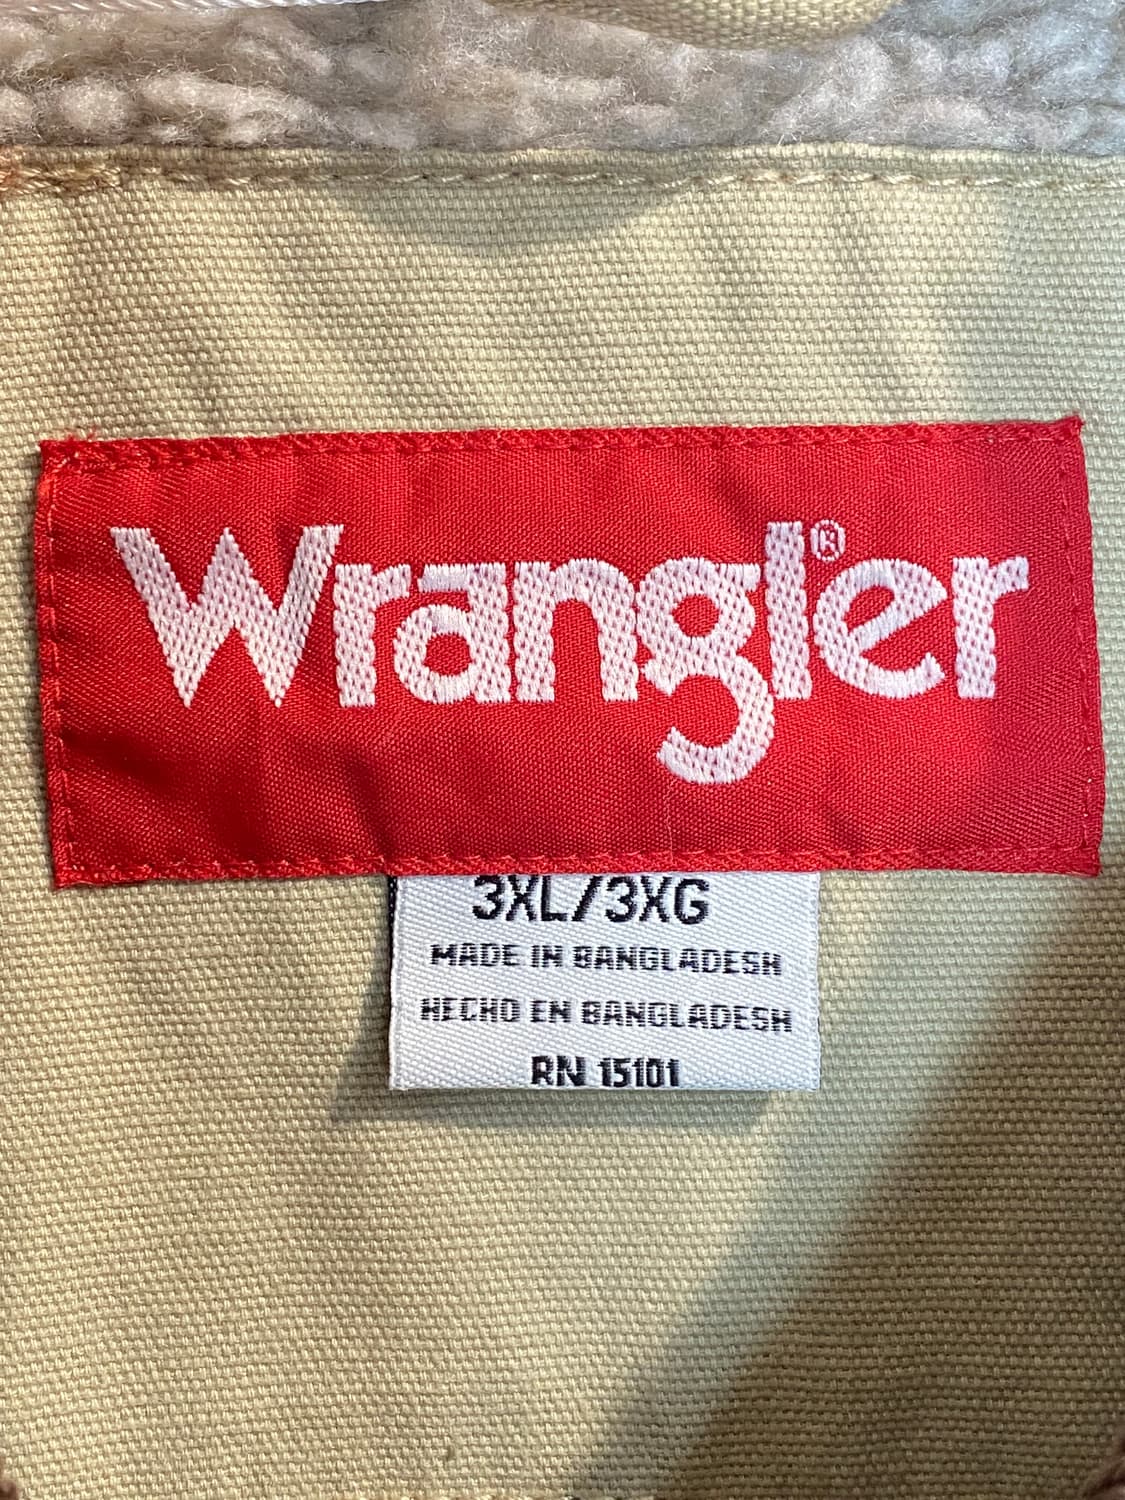 Wrangler®
3XL/3XG
MADE IN BANGLADESH
HECHO EN BANGLADESH
RN 15101